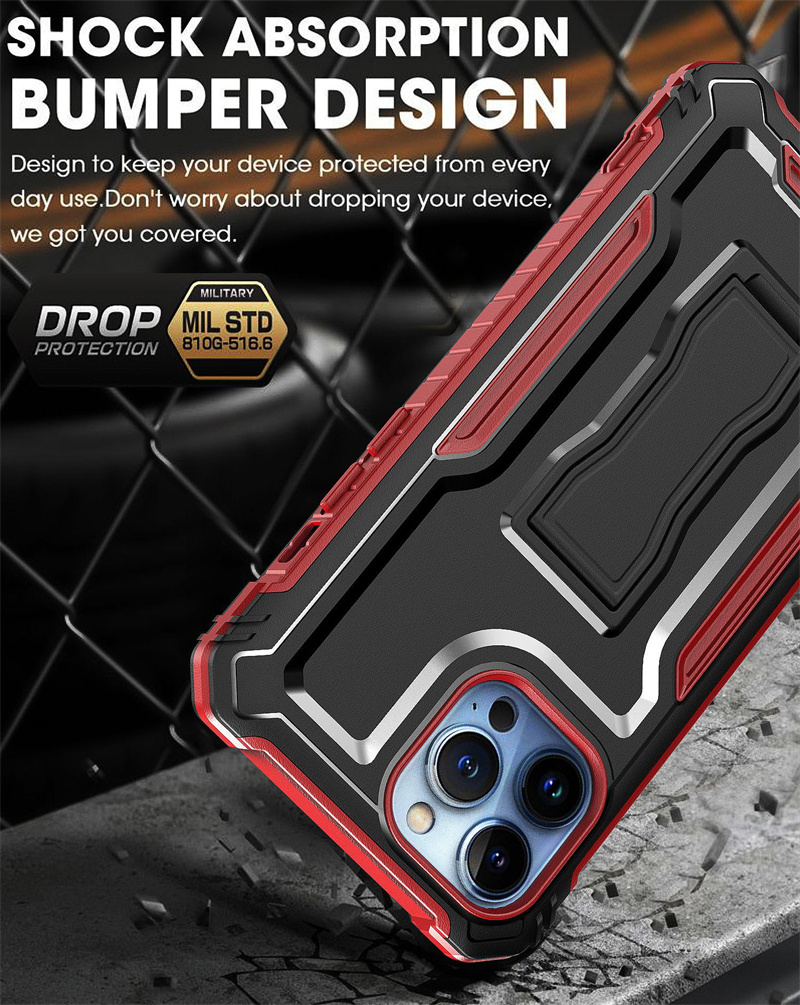 SHOCK ABSORPTION
BUMPER DESIGN
Design to keep your device protected from every
day use.Don't worry about dropping your device,
we got you covered.
DROP
PROTECTION
MILITARY
MIL STD
810G-516.6